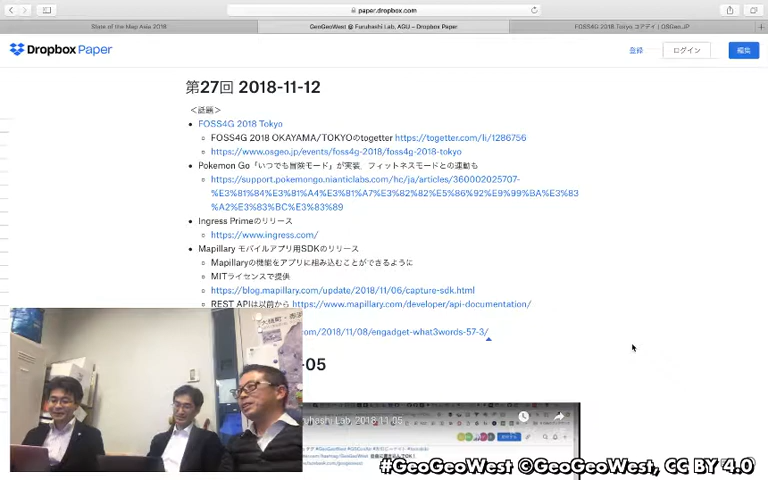 paper.dropbox.com
State of the Map Asia 2018
GeoGeoWest @ Furuhashi Lab, AGU – Dropbox Paper
FOSS4G 2018 Tokyo コアデイ | OSGeo.JP
Dropbox Paper
登録
ログイン
編集
第27回 2018-11-12
＜話題＞
FOSS4G 2018 Tokyo
FOSS4G 2018 OKAYAMA/TOKYOのtogetter https://togetter.com/li/1286756
https://www.osgeo.jp/events/foss4g-2018/foss4g-2018-tokyo
Pokemon Go「いつでも冒険モード」が実装 フィットネスモードとの連動も
https://support.pokemongo.nianticlabs.com/hc/ja/articles/360002025707-
%E3%81%84%E3%81%A4%E3%81%A7%E3%82%82%E5%86%92%E9%99%BA%E3%83
%A2%E3%83%BC%E3%83%89
Ingress Primeのリリース
https://www.ingress.com/
Mapillary モバイルアプリ用SDKのリリース
Mapillaryの機能をアプリに組み込むことができるように
MITライセンスで提供
https://blog.mapillary.com/update/2018/11/06/capture-sdk.html
REST APIは以前から https://www.mapillary.com/developer/api-documentation/
om/2018/11/08/engadget-what3words-57-3/
-05
ruhashi Lab, 2018.11.05
#GeoGeoWest ©GeoGeoWest, CC BY 4.0